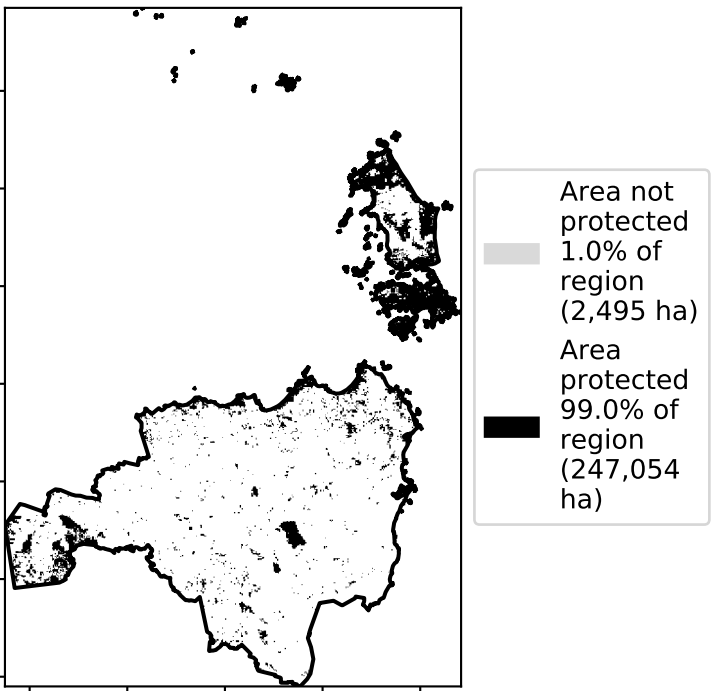 Area not
protected
1.0% of
region
(2,495 ha)
Area
protected
99.0% of
region
(247,054
ha)